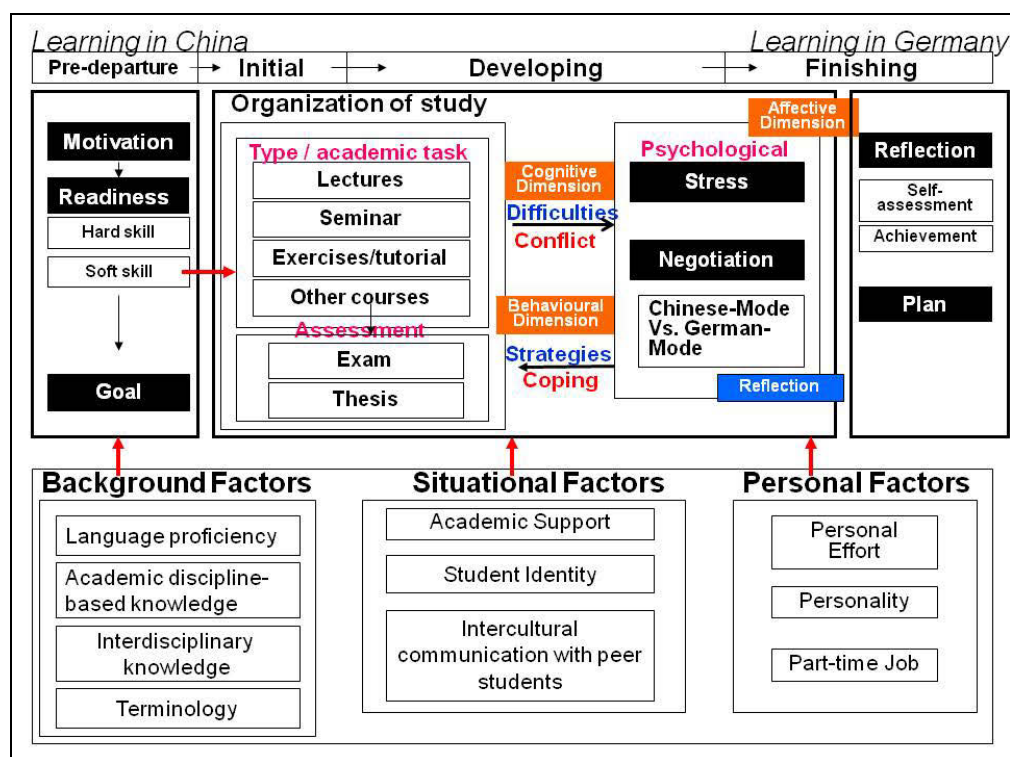 Learning in China
Learning in Germany
Pre-departure
Initial
Developing
Finishing
Motivation
Readiness
Hard skill
Soft skill
Goal
Organization of study
Type / academic task
Lectures
Seminar
Exercises/tutorial
Other courses
Assessment
Exam
Thesis
Cognitive
Dimension
Difficulties
Conflict
Behavioural
Dimension
Strategies
Coping
Affective
Dimension
Psychological
Stress
Negotiation
Chinese-Mode
Vs. German-
Mode
Reflection
Reflection
Self-
assessment
Achievement
Plan
Background Factors
Language proficiency
Academic discipline-
based knowledge
Interdisciplinary
knowledge
Terminology
Situational Factors
Academic Support
Student Identity
Intercultural
communication with peer
students
Personal Factors
Personal
Effort
Personality
Part-time Job